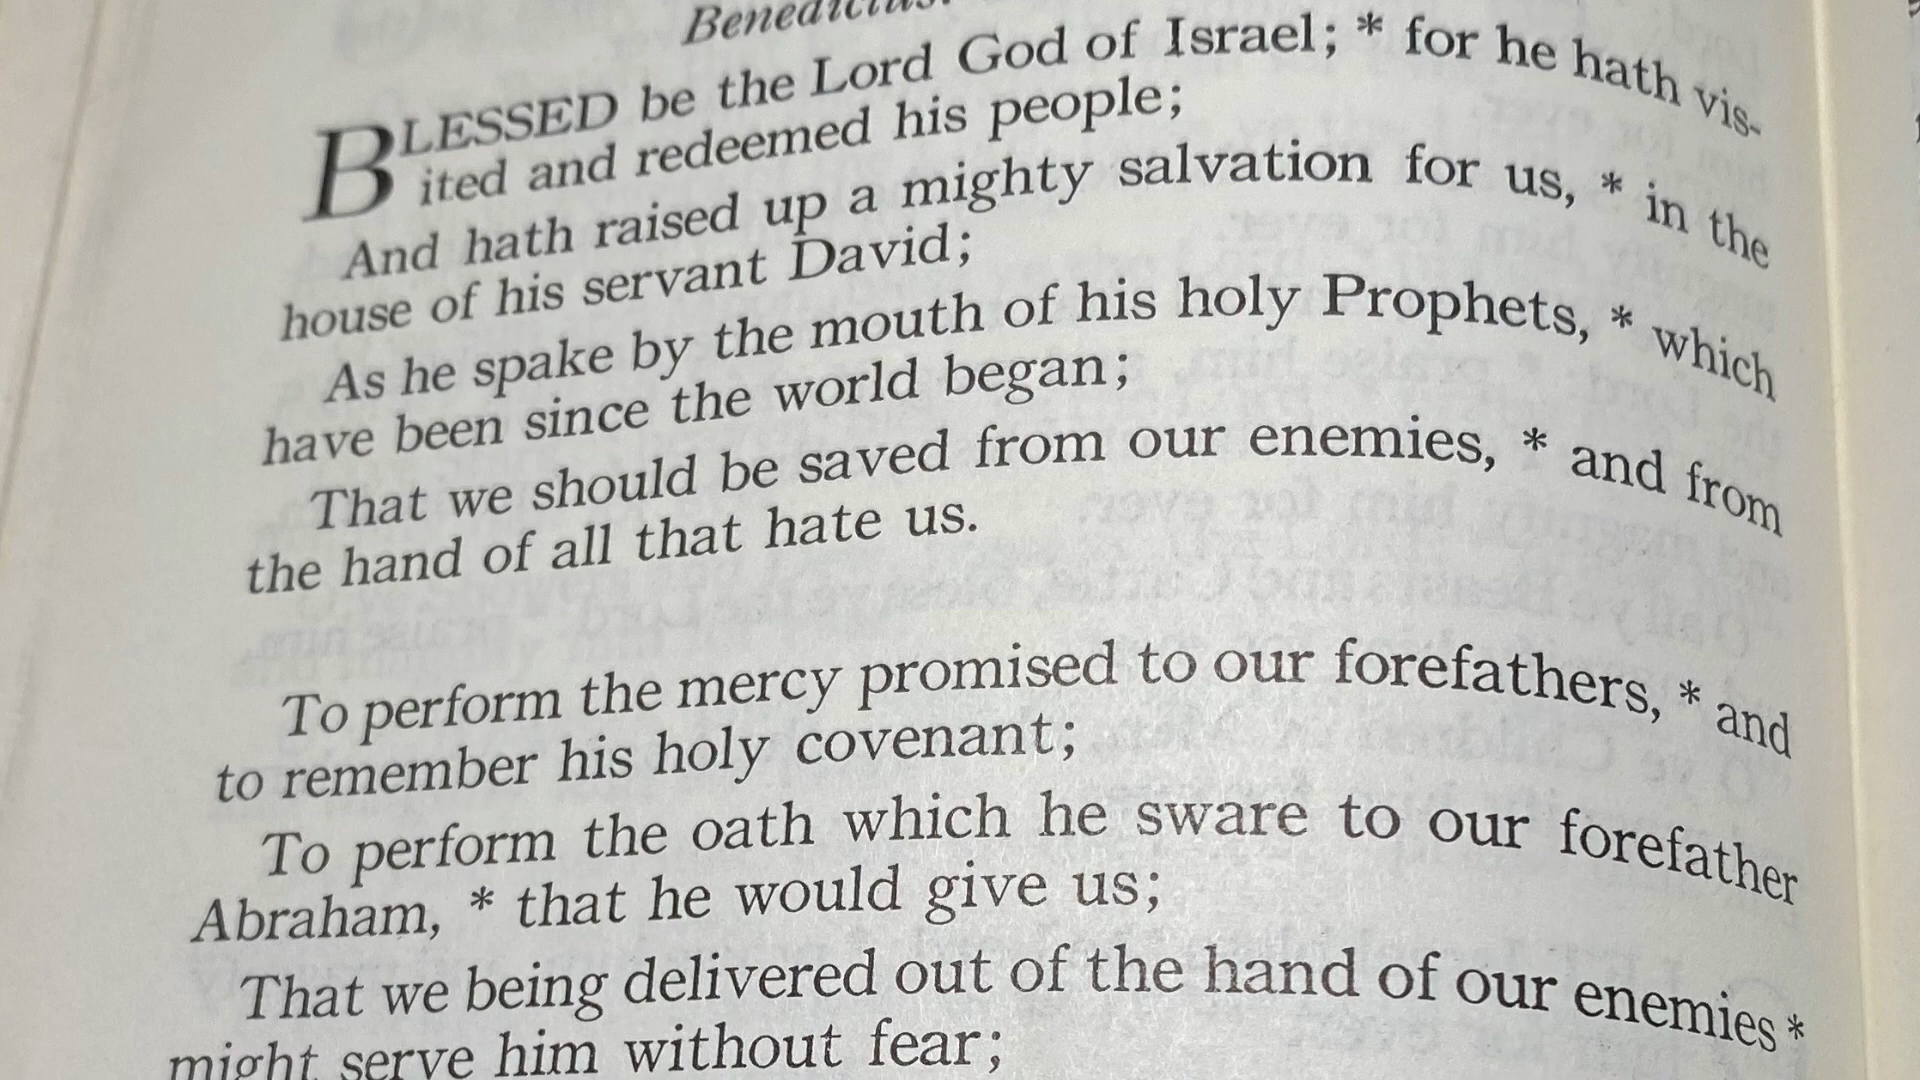 Benedictus.
BLESSED be the Lord God of Israel; * for he hath vis-
ited and redeemed his people;
And hath raised up a mighty salvation for us, * in the
house of his servant David;
As he spake by the mouth of his holy Prophets, * which
have been since the world began;
That we should be saved from our enemies, * and from
the hand of all that hate us.
To perform the mercy promised to our forefathers, * and
to remember his holy covenant;
To perform the oath which he sware to our forefather
Abraham, * that he would give us;
That we being delivered out of the hand of our enemies *
might serve him without fear;